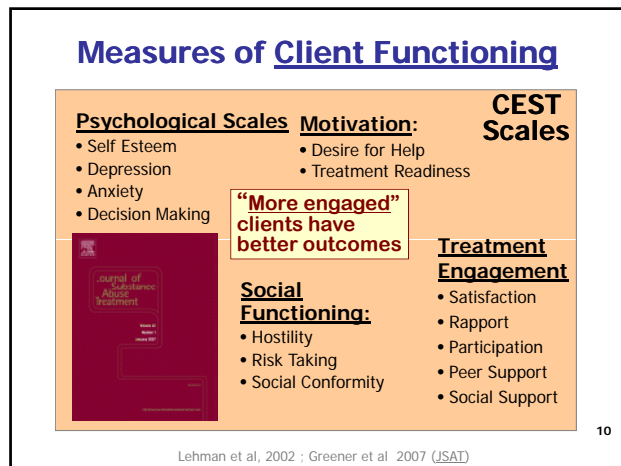 Measures of Client Functioning
CEST
Scales
Psychological Scales
• Self Esteem
• Depression
• Anxiety
• Decision Making
Motivation:
• Desire for Help
• Treatment Readiness
“More engaged”
clients have
better outcomes
Journal of
Substance
Abuse
Treatment
Social
Functioning:
• Hostility
• Risk Taking
• Social Conformity
Treatment
Engagement
• Satisfaction
• Rapport
• Participation
• Peer Support
• Social Support
10
Lehman et al, 2002 ; Greener et al 2007 (JSAT)